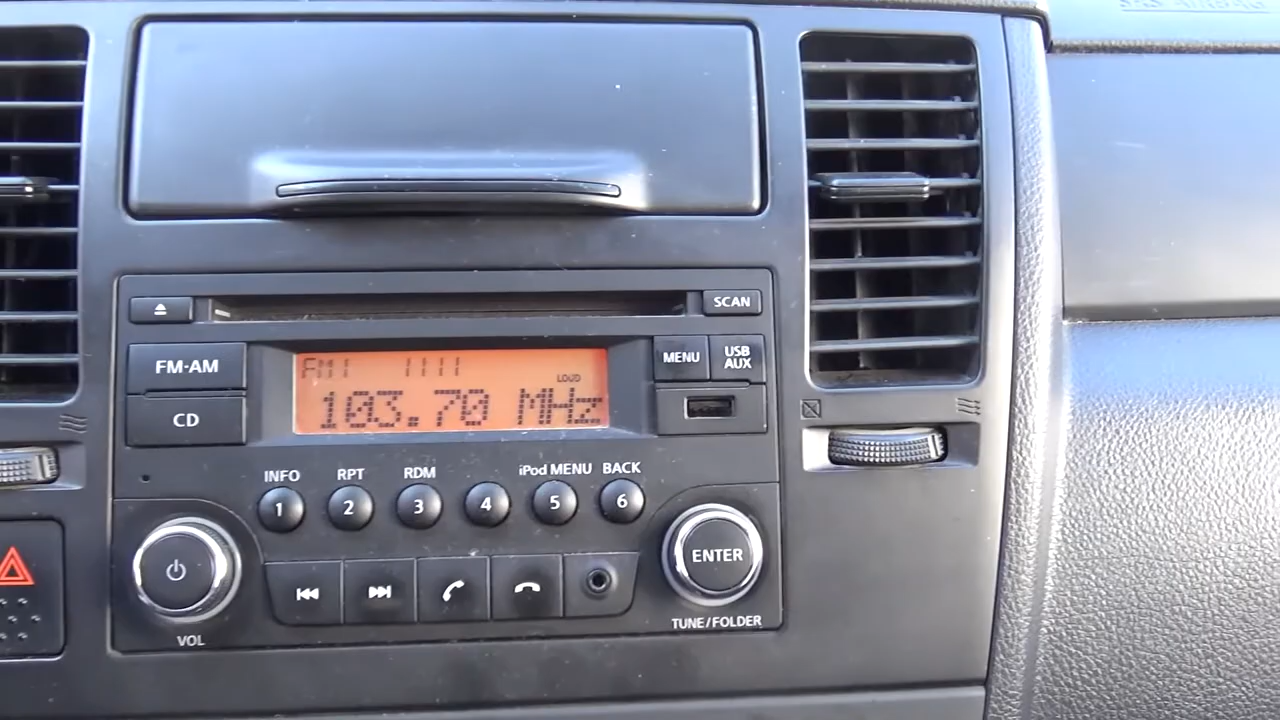 SCAN
FM·AM
CD
FM1 1111
LOUD
103.70 MHz
MENU
USB
AUX
INFO RPT RDM iPod MENU BACK
1 2 3 4 5 6
ENTER
VOL
TUNE/FOLDER